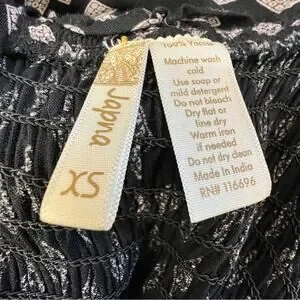 Japna
XS
100% Viscose
Machine wash
cold
Use soap or
mild detergent
Do not bleach
Dry flat or
line dry
Warm iron
if needed
Do not dry clean
Made In India
RN# 116696